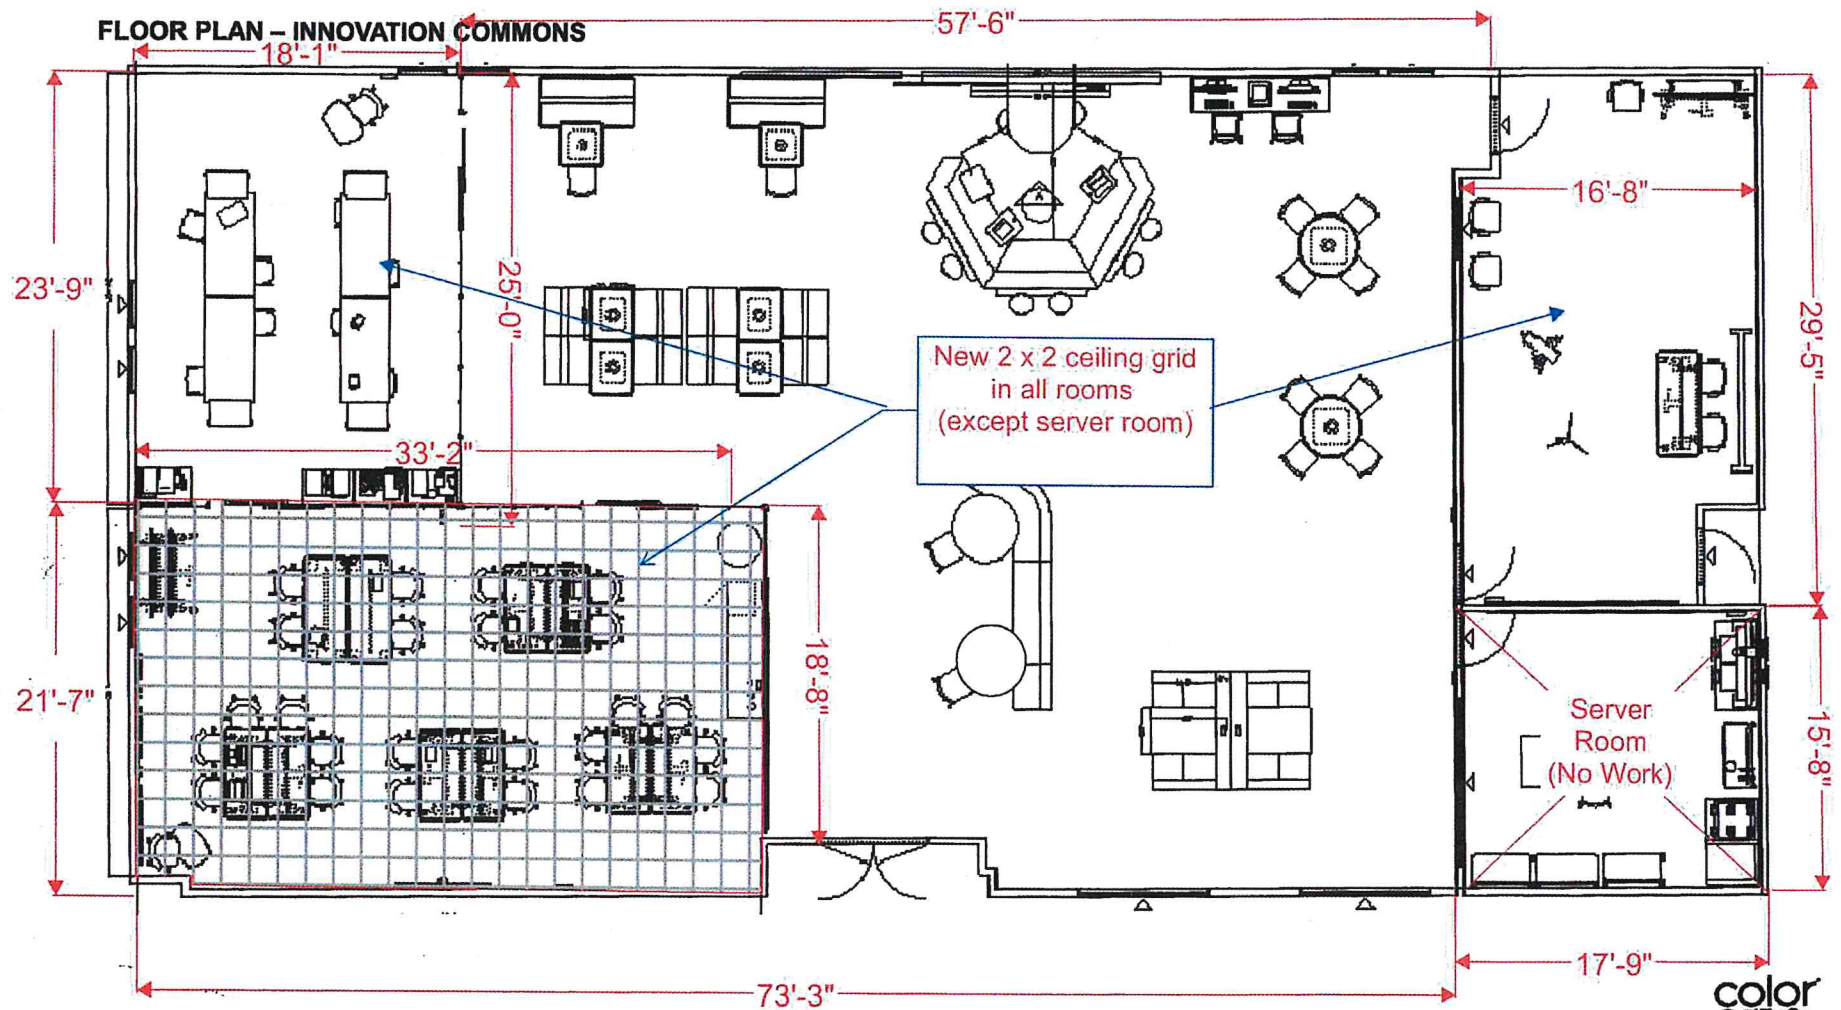 FLOOR PLAN – INNOVATION COMMONS
57'-6"
18'-1"
16'-8"
23'-9"
25'-0"
29'-5"
New 2 x 2 ceiling grid
in all rooms
(except server room)
33'-2"
18'-8"
21'-7"
Server
Room
(No Work)
15'-8"
17'-9"
73'-3"
color